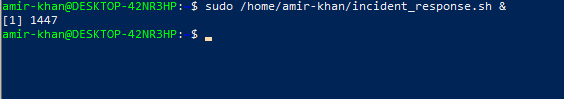 amir-khan@DESKTOP-42NR3HP: $ sudo /home/amir-khan/incident_response.sh &
[1] 1447
amir-khan@DESKTOP-42NR3HP: $